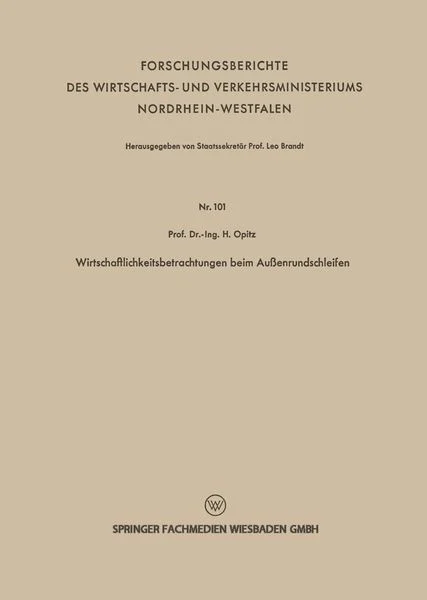 FORSCHUNGSBERICHTE
DES WIRTSCHAFTS- UND VERKEHRSMINISTERIUMS
NORDRHEIN-WESTFALEN
Herausgegeben von Staatssekretär Prof. Leo Brandt
Nr. 101
Prof. Dr.-Ing. H. Opitz
Wirtschaftlichkeitsbetrachtungen beim Außenrundschleifen
SPRINGER FACHMEDIEN WIESBADEN GMBH